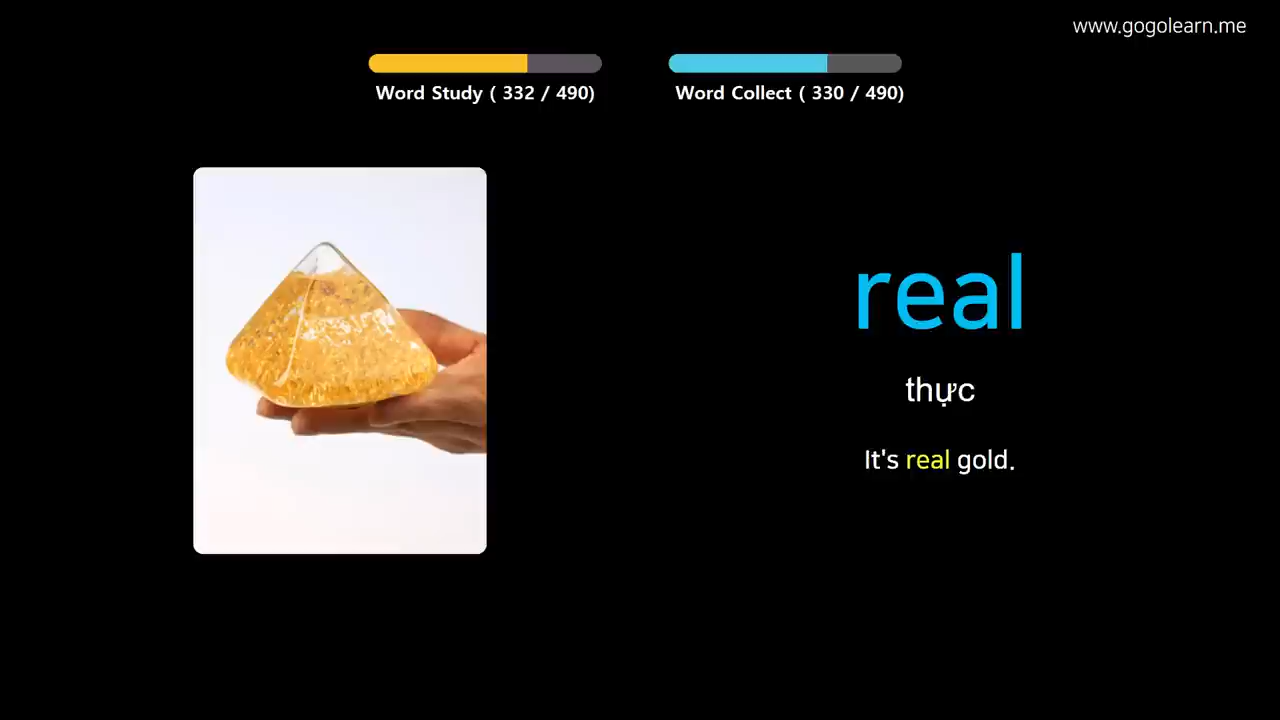 www.gogolearn.me
Word Study ( 332 / 490)
Word Collect ( 330 / 490)
real
thực
It's real gold.